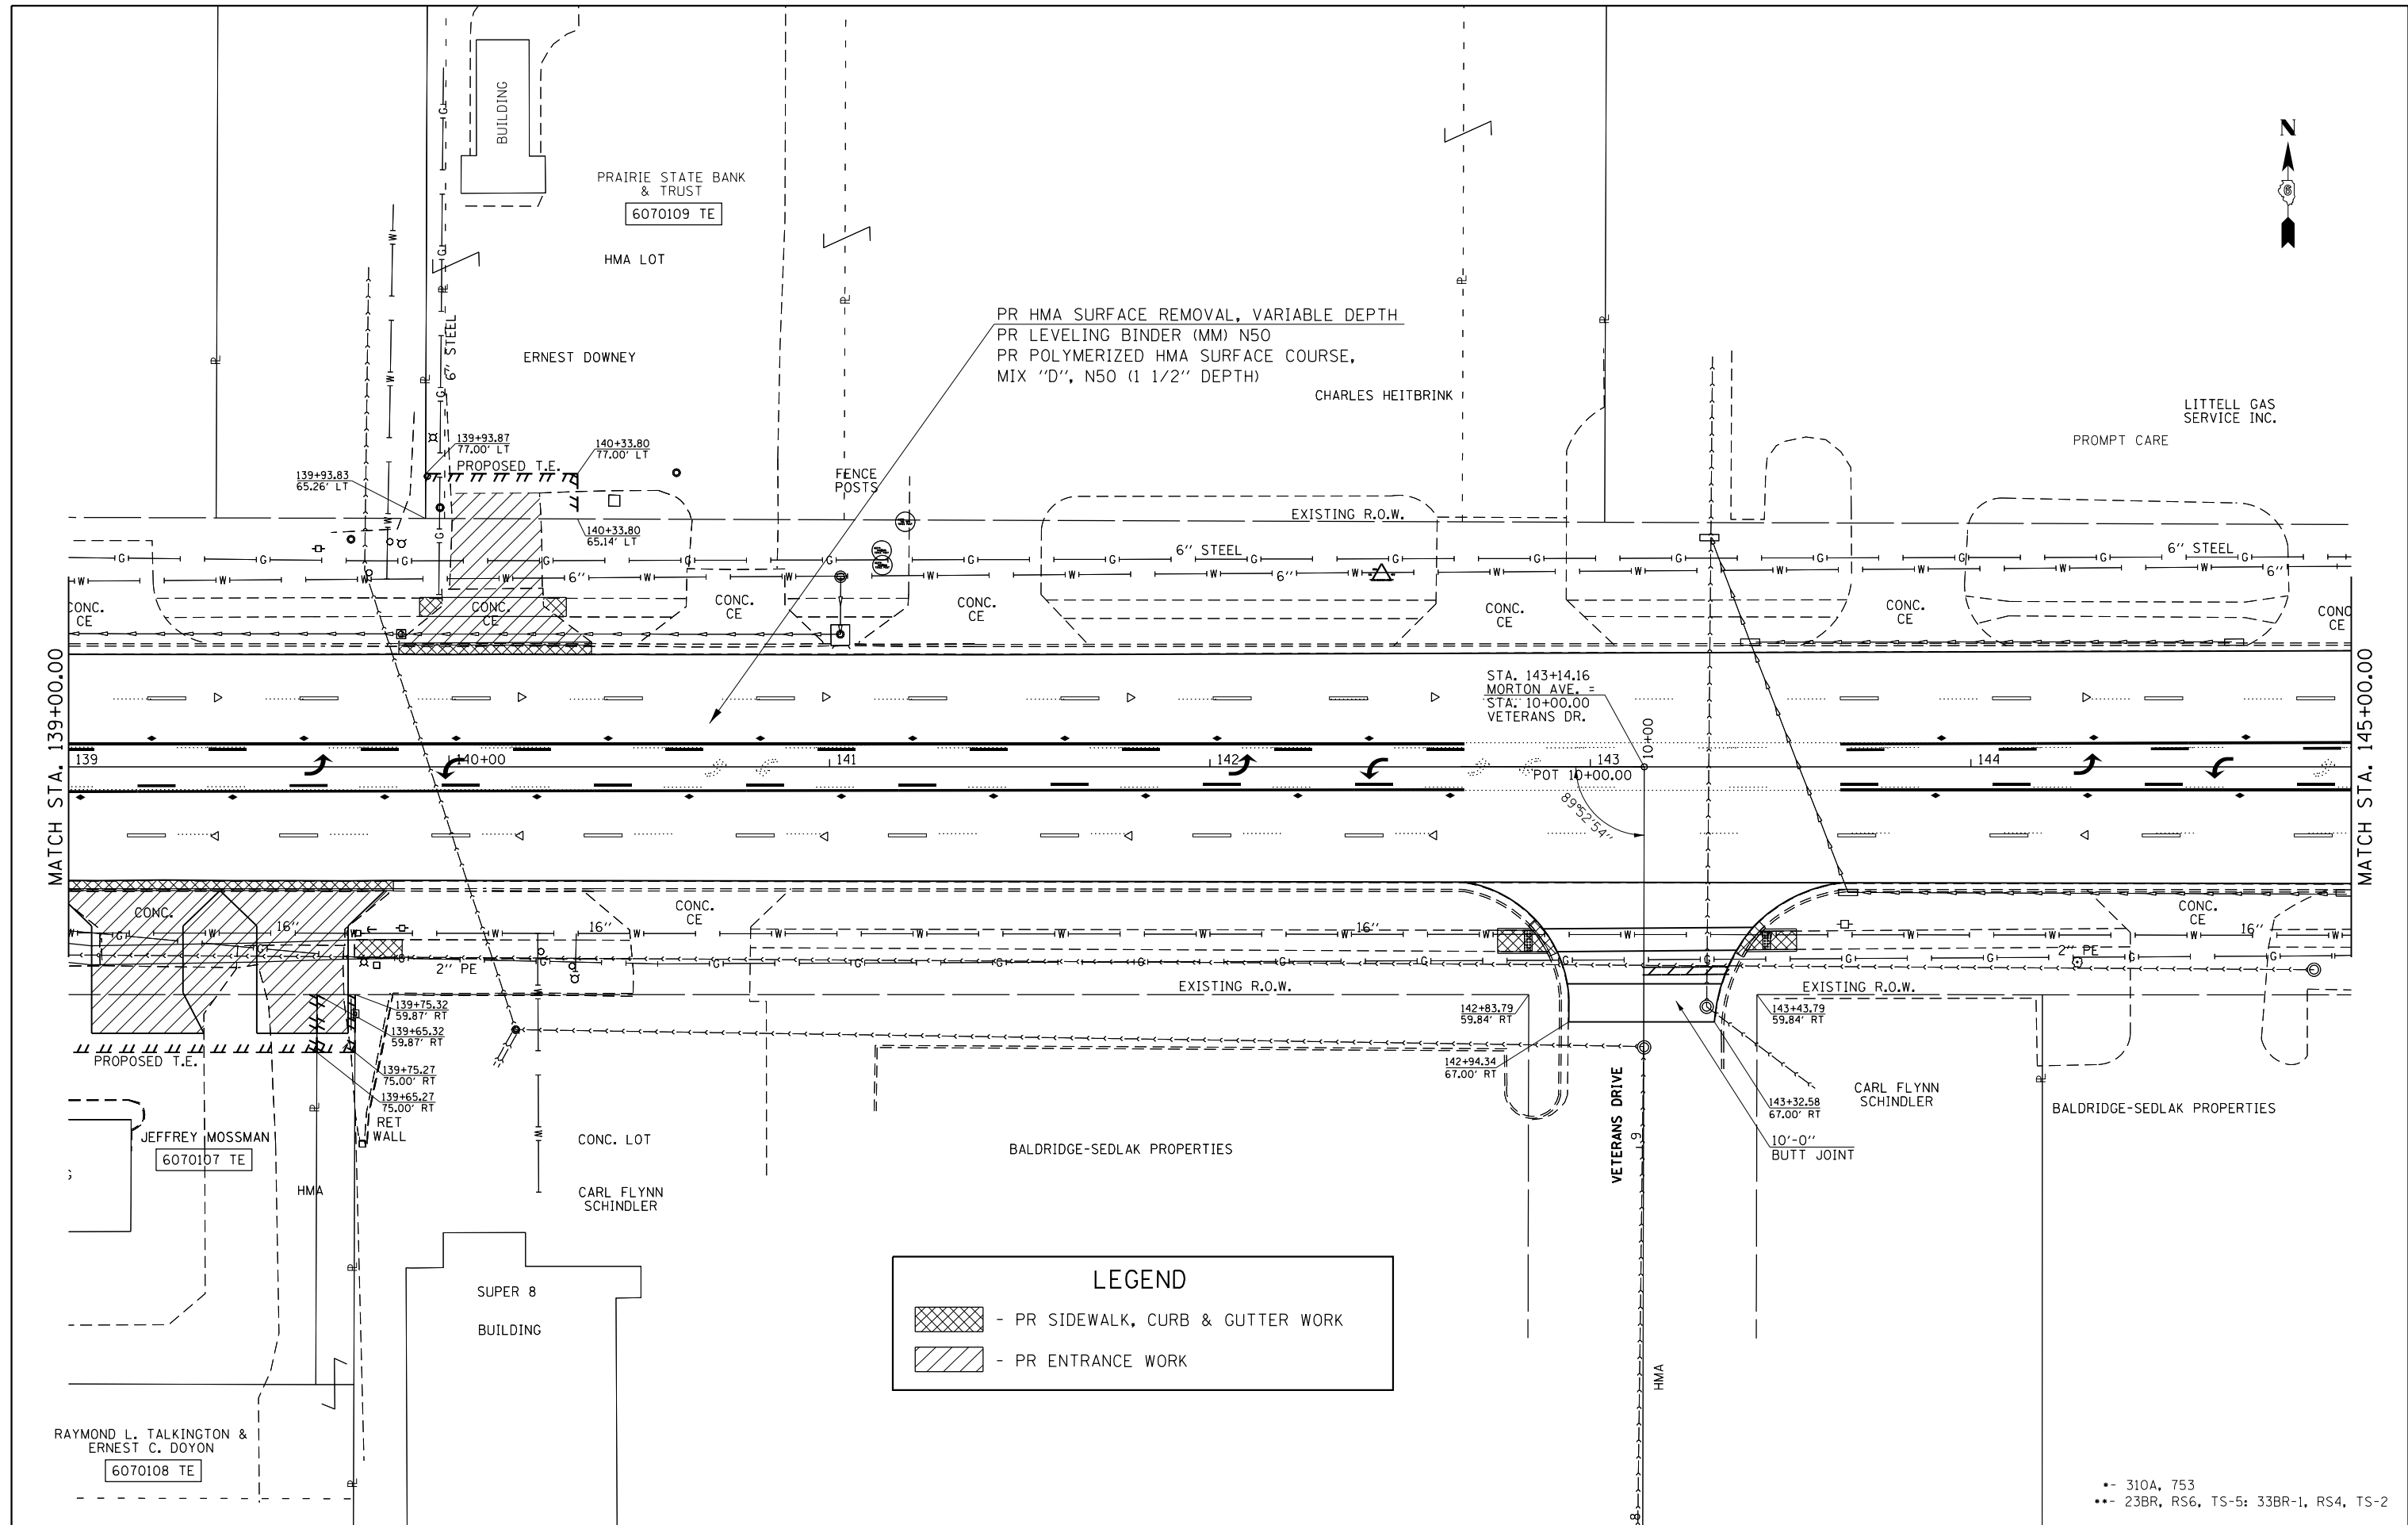 BUILDING
PRAIRIE STATE BANK
& TRUST
6070109 TE
HMA LOT
N
6
6" STEEL
ERNEST DOWNEY
PR HMA SURFACE REMOVAL, VARIABLE DEPTH
PR LEVELING BINDER (MM) N50
PR POLYMERIZED HMA SURFACE COURSE,
MIX "D", N50 (1 1/2" DEPTH)
CHARLES HEITBRINK
LITTELL GAS
SERVICE INC.
PROMPT CARE
139+93.87
77.00' LT
140+33.80
77.00' LT
PROPOSED T.E.
139+93.83
65.26' LT
FENCE
POSTS
140+33.80
65.14' LT
EXISTING R.O.W.
6" STEEL
6" STEEL
6"
6"
6"
CONC.
CE
CONC.
CE
CONC.
CE
CONC.
CE
CONC.
CE
CONC.
CE
CONC
CE
MATCH STA. 139+00.00
MATCH STA. 145+00.00
STA. 143+14.16
MORTON AVE. =
STA. 10+00.00
VETERANS DR.
10+00
139
140+00
141
142
143
144
POT 10+00.00
89°52'54"
CONC.
16"
CONC.
CE
16"
16"
CONC.
CE
16"
2" PE
2" PE
EXISTING R.O.W.
EXISTING R.O.W.
139+75.32
59.87' RT
139+65.32
59.87' RT
142+83.79
59.84' RT
143+43.79
59.84' RT
PROPOSED T.E.
139+75.27
75.00' RT
139+65.27
75.00' RT
142+94.34
67.00' RT
143+32.58
67.00' RT
RET
WALL
JEFFREY MOSSMAN
6070107 TE
HMA
CONC. LOT
CARL FLYNN
SCHINDLER
BALDRIDGE-SEDLAK PROPERTIES
VETERANS DRIVE
9
10'-0"
BUTT JOINT
CARL FLYNN
SCHINDLER
BALDRIDGE-SEDLAK PROPERTIES
SUPER 8
BUILDING
LEGEND
- PR SIDEWALK, CURB & GUTTER WORK
- PR ENTRANCE WORK
HMA
8
RAYMOND L. TALKINGTON &
ERNEST C. DOYON
6070108 TE
*- 310A, 753
**- 23BR, RS6, TS-5: 33BR-1, RS4, TS-2